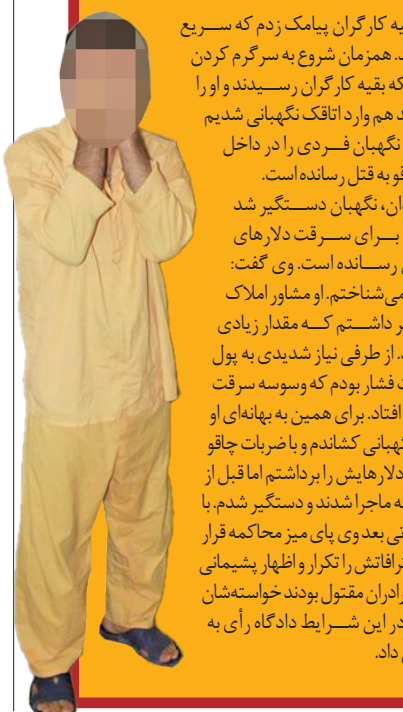 یه کارگران پیامک زدم که سریع
د. همزمان شروع به سرگرم کردن
که بقیه کارگران رسیدند و او را
د هم وارد اتاقک نگهبانی شدیم
نگهبان فردی را در داخل
قو به قتل رسانده است.
ان، نگهبان دستگیر شد
برای سرقت دلارهای
رسانده است. وی گفت:
می‌شناختم. او مشاور املاک
ر داشتم که مقدار زیادی
د. از طرفی نیاز شدیدی به پول
ت فشار بودم که وسوسه سرقت
افتاد. برای همین به بهانه‌ای او
گهبانی کشاندم و با ضربات چاقو
دلارهایش را برداشتم اما قبل از
ه ماجرا شدند و دستگیر شدم. با
نی بعد وی پای میز محاکمه قرار
رافاتش را تکرار و اظهار پشیمانی
رادران مقتول بودند خواسته‌شان
در این شرایط دادگاه رأی به
داد.